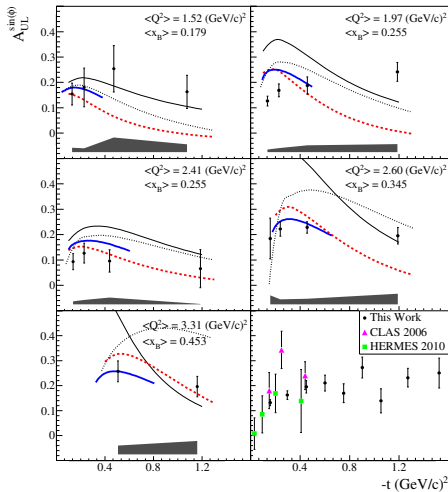 A_UL^sin(ϕ)
<Q²> = 1.52 (GeV/c)²
<x_B> = 0.179
<Q²> = 1.97 (GeV/c)²
<x_B> = 0.255
0.4
0.3
0.2
0.1
0
<Q²> = 2.41 (GeV/c)²
<x_B> = 0.255
<Q²> = 2.60 (GeV/c)²
<x_B> = 0.345
0.4
0.3
0.2
0.1
0
<Q²> = 3.31 (GeV/c)²
<x_B> = 0.453
This Work
CLAS 2006
HERMES 2010
0.4
0.3
0.2
0.1
0
0.4 0.8 1.2 0.4 0.8 1.2
-t (GeV/c)²